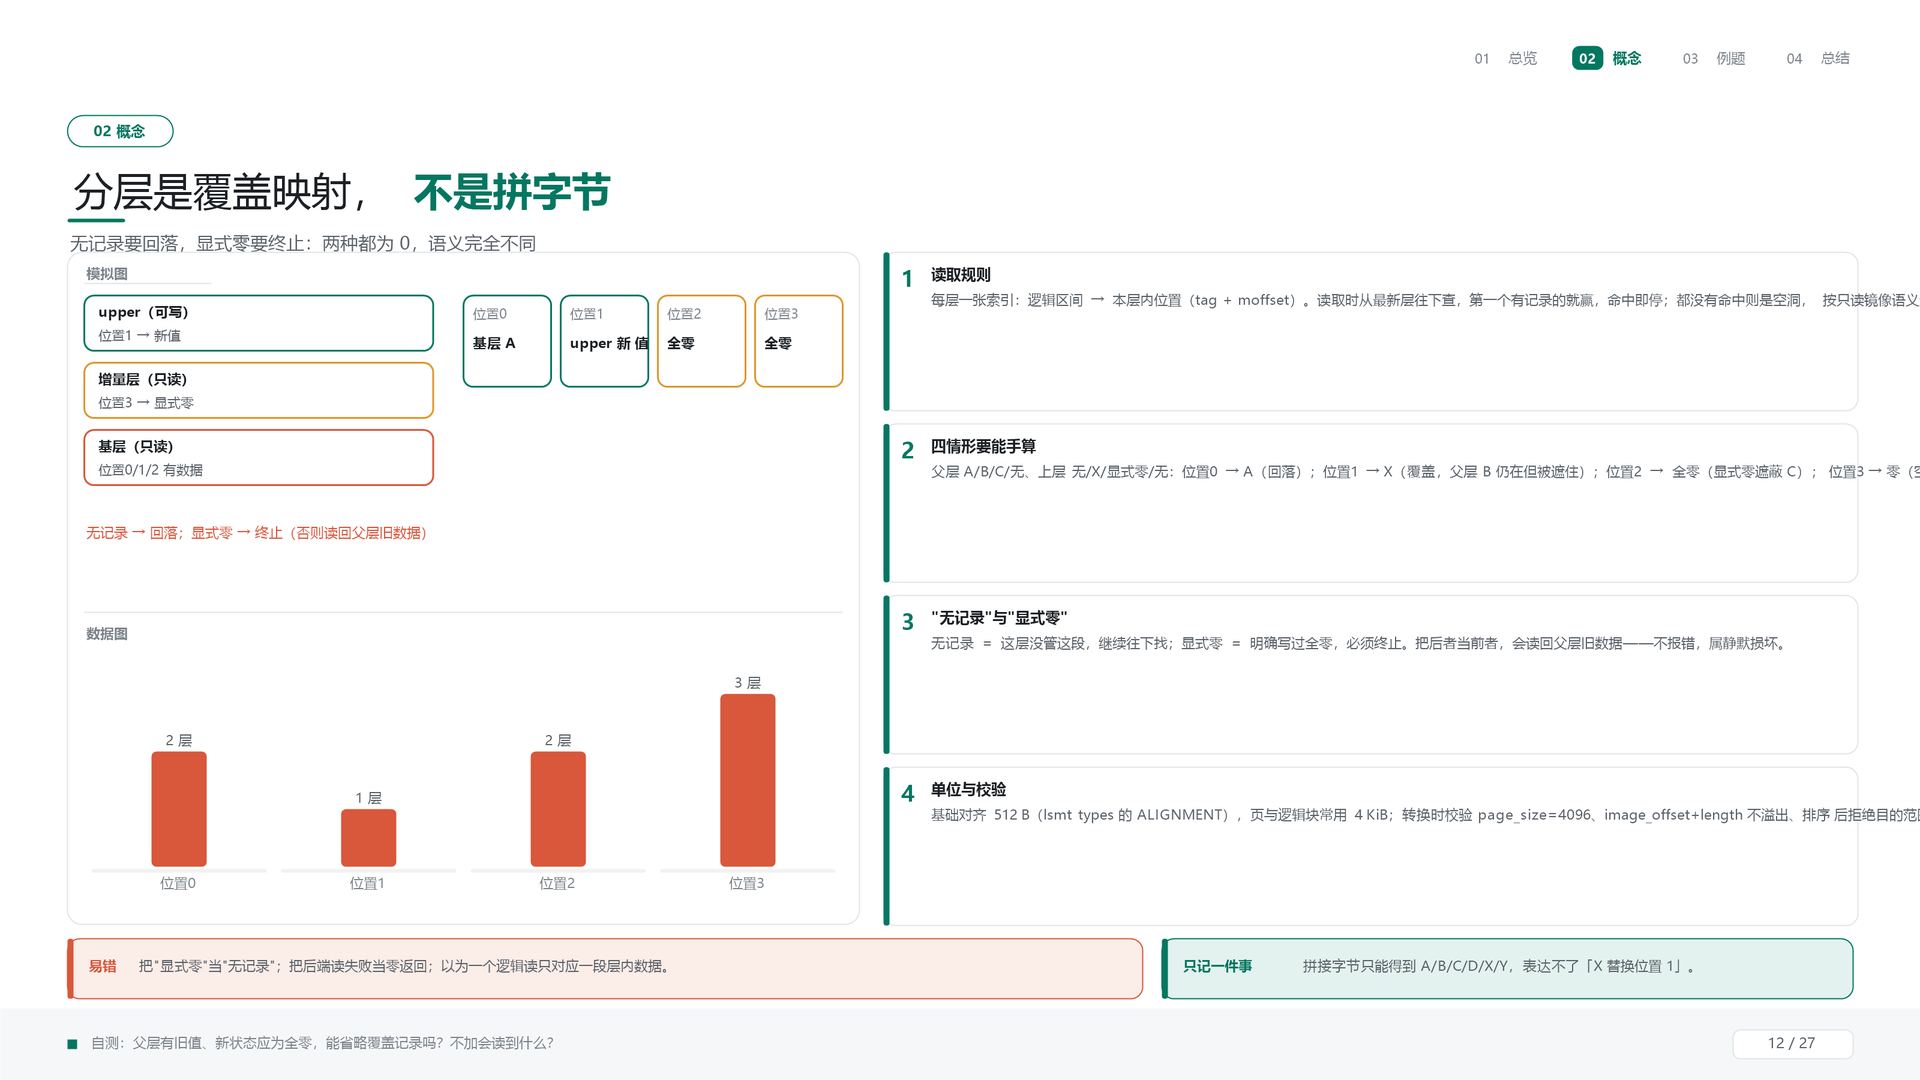 01 总览 02 概念 03 例题 04 总结
02 概念
分层是覆盖映射， 不是拼字节
无记录要回落，显式零要终止：两种都为 0，语义完全不同
模拟图
upper（可写）
位置1 → 新值
增量层（只读）
位置3 → 显式零
基层（只读）
位置0/1/2 有数据
位置0
基层 A
位置1
upper 新 值
位置2
全零
位置3
全零
无记录 → 回落；显式零 → 终止（否则读回父层旧数据）
数据图
2 层
1 层
2 层
3 层
位置0
位置1
位置2
位置3
1 读取规则
每层一张索引：逻辑区间 → 本层内位置（tag + moffset）。读取时从最新层往下查，第一个有记录的就赢，命中即停；都没有命中则是空洞， 按只读镜像语义
2 四情形要能手算
父层 A/B/C/无、上层 无/X/显式零/无：位置0 → A（回落）；位置1 → X（覆盖，父层 B 仍在但被遮住）；位置2 → 全零（显式零遮蔽 C）； 位置3 → 零（空
3 "无记录"与"显式零"
无记录 = 这层没管这段，继续往下找；显式零 = 明确写过全零，必须终止。把后者当前者，会读回父层旧数据——不报错，属静默损坏。
4 单位与校验
基础对齐 512 B（lsmt types 的 ALIGNMENT），页与逻辑块常用 4 KiB；转换时校验 page_size=4096、image_offset+length 不溢出、排序 后拒绝目的范围
易错 把"显式零"当"无记录"；把后端读失败当零返回；以为一个逻辑读只对应一段层内数据。
只记一件事 拼接字节只能得到 A/B/C/D/X/Y，表达不了「X 替换位置 1」。
自测：父层有旧值、新状态应为全零，能省略覆盖记录吗？不加会读到什么？
12 / 27